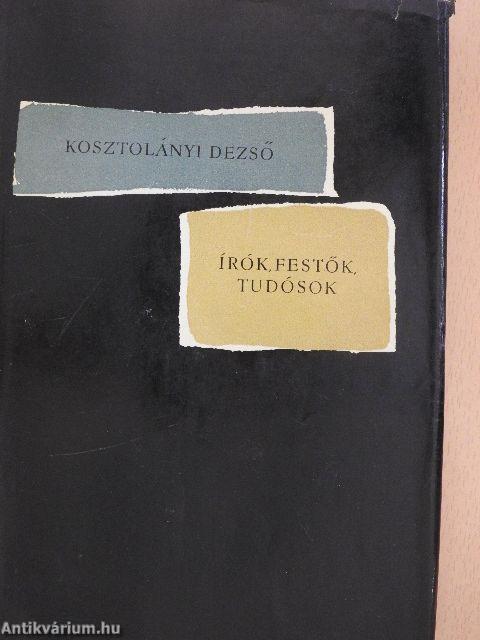 KOSZTOLÁNYI DEZSŐ
ÍRÓK, FESTŐK,
TUDÓSOK
Antikvárium.hu